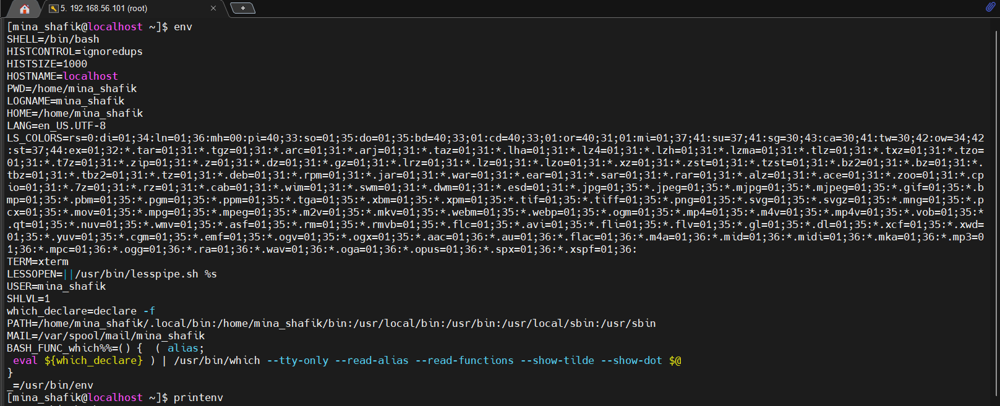 5. 192.168.56.101 (root)
[mina_shafik@localhost ~]$ env
SHELL=/bin/bash
HISTCONTROL=ignoredups
HISTSIZE=1000
HOSTNAME=localhost
PWD=/home/mina_shafik
LOGNAME=mina_shafik
HOME=/home/mina_shafik
LANG=en_US.UTF-8
LS_COLORS=rs=0:di=01;34:ln=01;36:mh=00:pi=40;33:so=01;35:do=01;35:bd=40;33;01:cd=40;33;01:or=40;31;01:mi=01;37;41:su=37;41:sg=30;43:ca=30;41:tw=30;42:ow=34;42
:st=37;44:ex=01;32:*.tar=01;31:*.tgz=01;31:*.arc=01;31:*.arj=01;31:*.taz=01;31:*.lha=01;31:*.lz4=01;31:*.lzh=01;31:*.lzma=01;31:*.tlz=01;31:*.txz=01;31:*.tzo=
01;31:*.t7z=01;31:*.zip=01;31:*.z=01;31:*.dz=01;31:*.gz=01;31:*.lrz=01;31:*.lz=01;31:*.lzo=01;31:*.xz=01;31:*.zst=01;31:*.tzst=01;31:*.bz2=01;31:*.bz=01;31:*.
tbz=01;31:*.tbz2=01;31:*.tz=01;31:*.deb=01;31:*.rpm=01;31:*.jar=01;31:*.war=01;31:*.ear=01;31:*.sar=01;31:*.rar=01;31:*.alz=01;31:*.ace=01;31:*.zoo=01;31:*.cp
io=01;31:*.7z=01;31:*.rz=01;31:*.cab=01;31:*.wim=01;31:*.swm=01;31:*.dwm=01;31:*.esd=01;31:*.jpg=01;35:*.jpeg=01;35:*.mjpg=01;35:*.mjpeg=01;35:*.gif=01;35:*.b
mp=01;35:*.pbm=01;35:*.pgm=01;35:*.ppm=01;35:*.tga=01;35:*.xbm=01;35:*.xpm=01;35:*.tif=01;35:*.tiff=01;35:*.png=01;35:*.svg=01;35:*.svgz=01;35:*.mng=01;35:*.p
cx=01;35:*.mov=01;35:*.mpg=01;35:*.mpeg=01;35:*.m2v=01;35:*.mkv=01;35:*.webm=01;35:*.webp=01;35:*.ogm=01;35:*.mp4=01;35:*.m4v=01;35:*.mp4v=01;35:*.vob=01;35:*
.qt=01;35:*.nuv=01;35:*.wmv=01;35:*.asf=01;35:*.rm=01;35:*.rmvb=01;35:*.flc=01;35:*.avi=01;35:*.fli=01;35:*.flv=01;35:*.gl=01;35:*.dl=01;35:*.xcf=01;35:*.xwd=
01;35:*.yuv=01;35:*.cgm=01;35:*.emf=01;35:*.ogv=01;35:*.ogx=01;35:*.aac=01;36:*.au=01;36:*.flac=01;36:*.m4a=01;36:*.mid=01;36:*.midi=01;36:*.mka=01;36:*.mp3=0
1;36:*.mpc=01;36:*.ogg=01;36:*.ra=01;36:*.wav=01;36:*.oga=01;36:*.opus=01;36:*.spx=01;36:*.xspf=01;36:
TERM=xterm
LESSOPEN=||/usr/bin/lesspipe.sh %s
USER=mina_shafik
SHLVL=1
which_declare=declare -f
PATH=/home/mina_shafik/.local/bin:/home/mina_shafik/bin:/usr/local/bin:/usr/bin:/usr/local/sbin:/usr/sbin
MAIL=/var/spool/mail/mina_shafik
BASH_FUNC_which%%=() {  ( alias;
 eval ${which_declare} ) | /usr/bin/which --tty-only --read-alias --read-functions --show-tilde --show-dot $@
}
_=/usr/bin/env
[mina_shafik@localhost ~]$ printenv